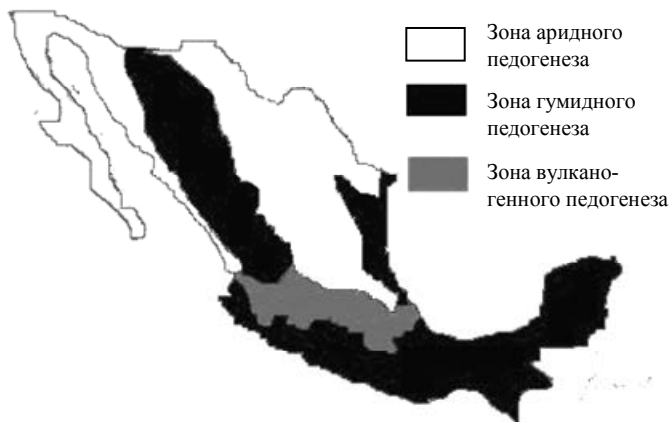 Зона аридного
педогенеза
Зона гумидного
педогенеза
Зона вулкано-
генного педогенеза